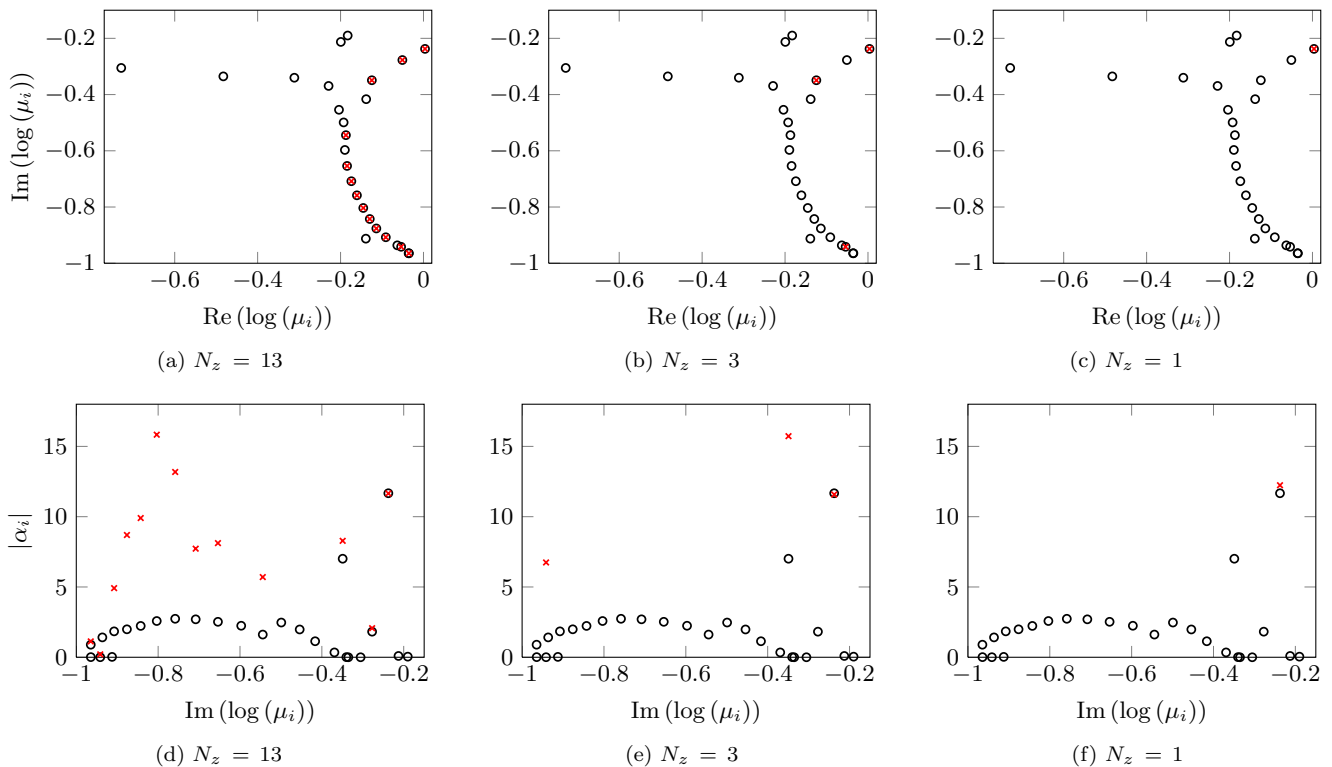 −0.2
−0.4
−0.6
−0.8
−1
−0.6 −0.4 −0.2 0
Im (log (μi))
Re (log (μi))
(a) Nz = 13
−0.2
−0.4
−0.6
−0.8
−1
−0.6 −0.4 −0.2 0
Re (log (μi))
(b) Nz = 3
−0.2
−0.4
−0.6
−0.8
−1
−0.6 −0.4 −0.2 0
Re (log (μi))
(c) Nz = 1
15
10
5
0
−1 −0.8 −0.6 −0.4 −0.2
|αi|
Im (log (μi))
(d) Nz = 13
15
10
5
0
−1 −0.8 −0.6 −0.4 −0.2
Im (log (μi))
(e) Nz = 3
15
10
5
0
−1 −0.8 −0.6 −0.4 −0.2
Im (log (μi))
(f) Nz = 1